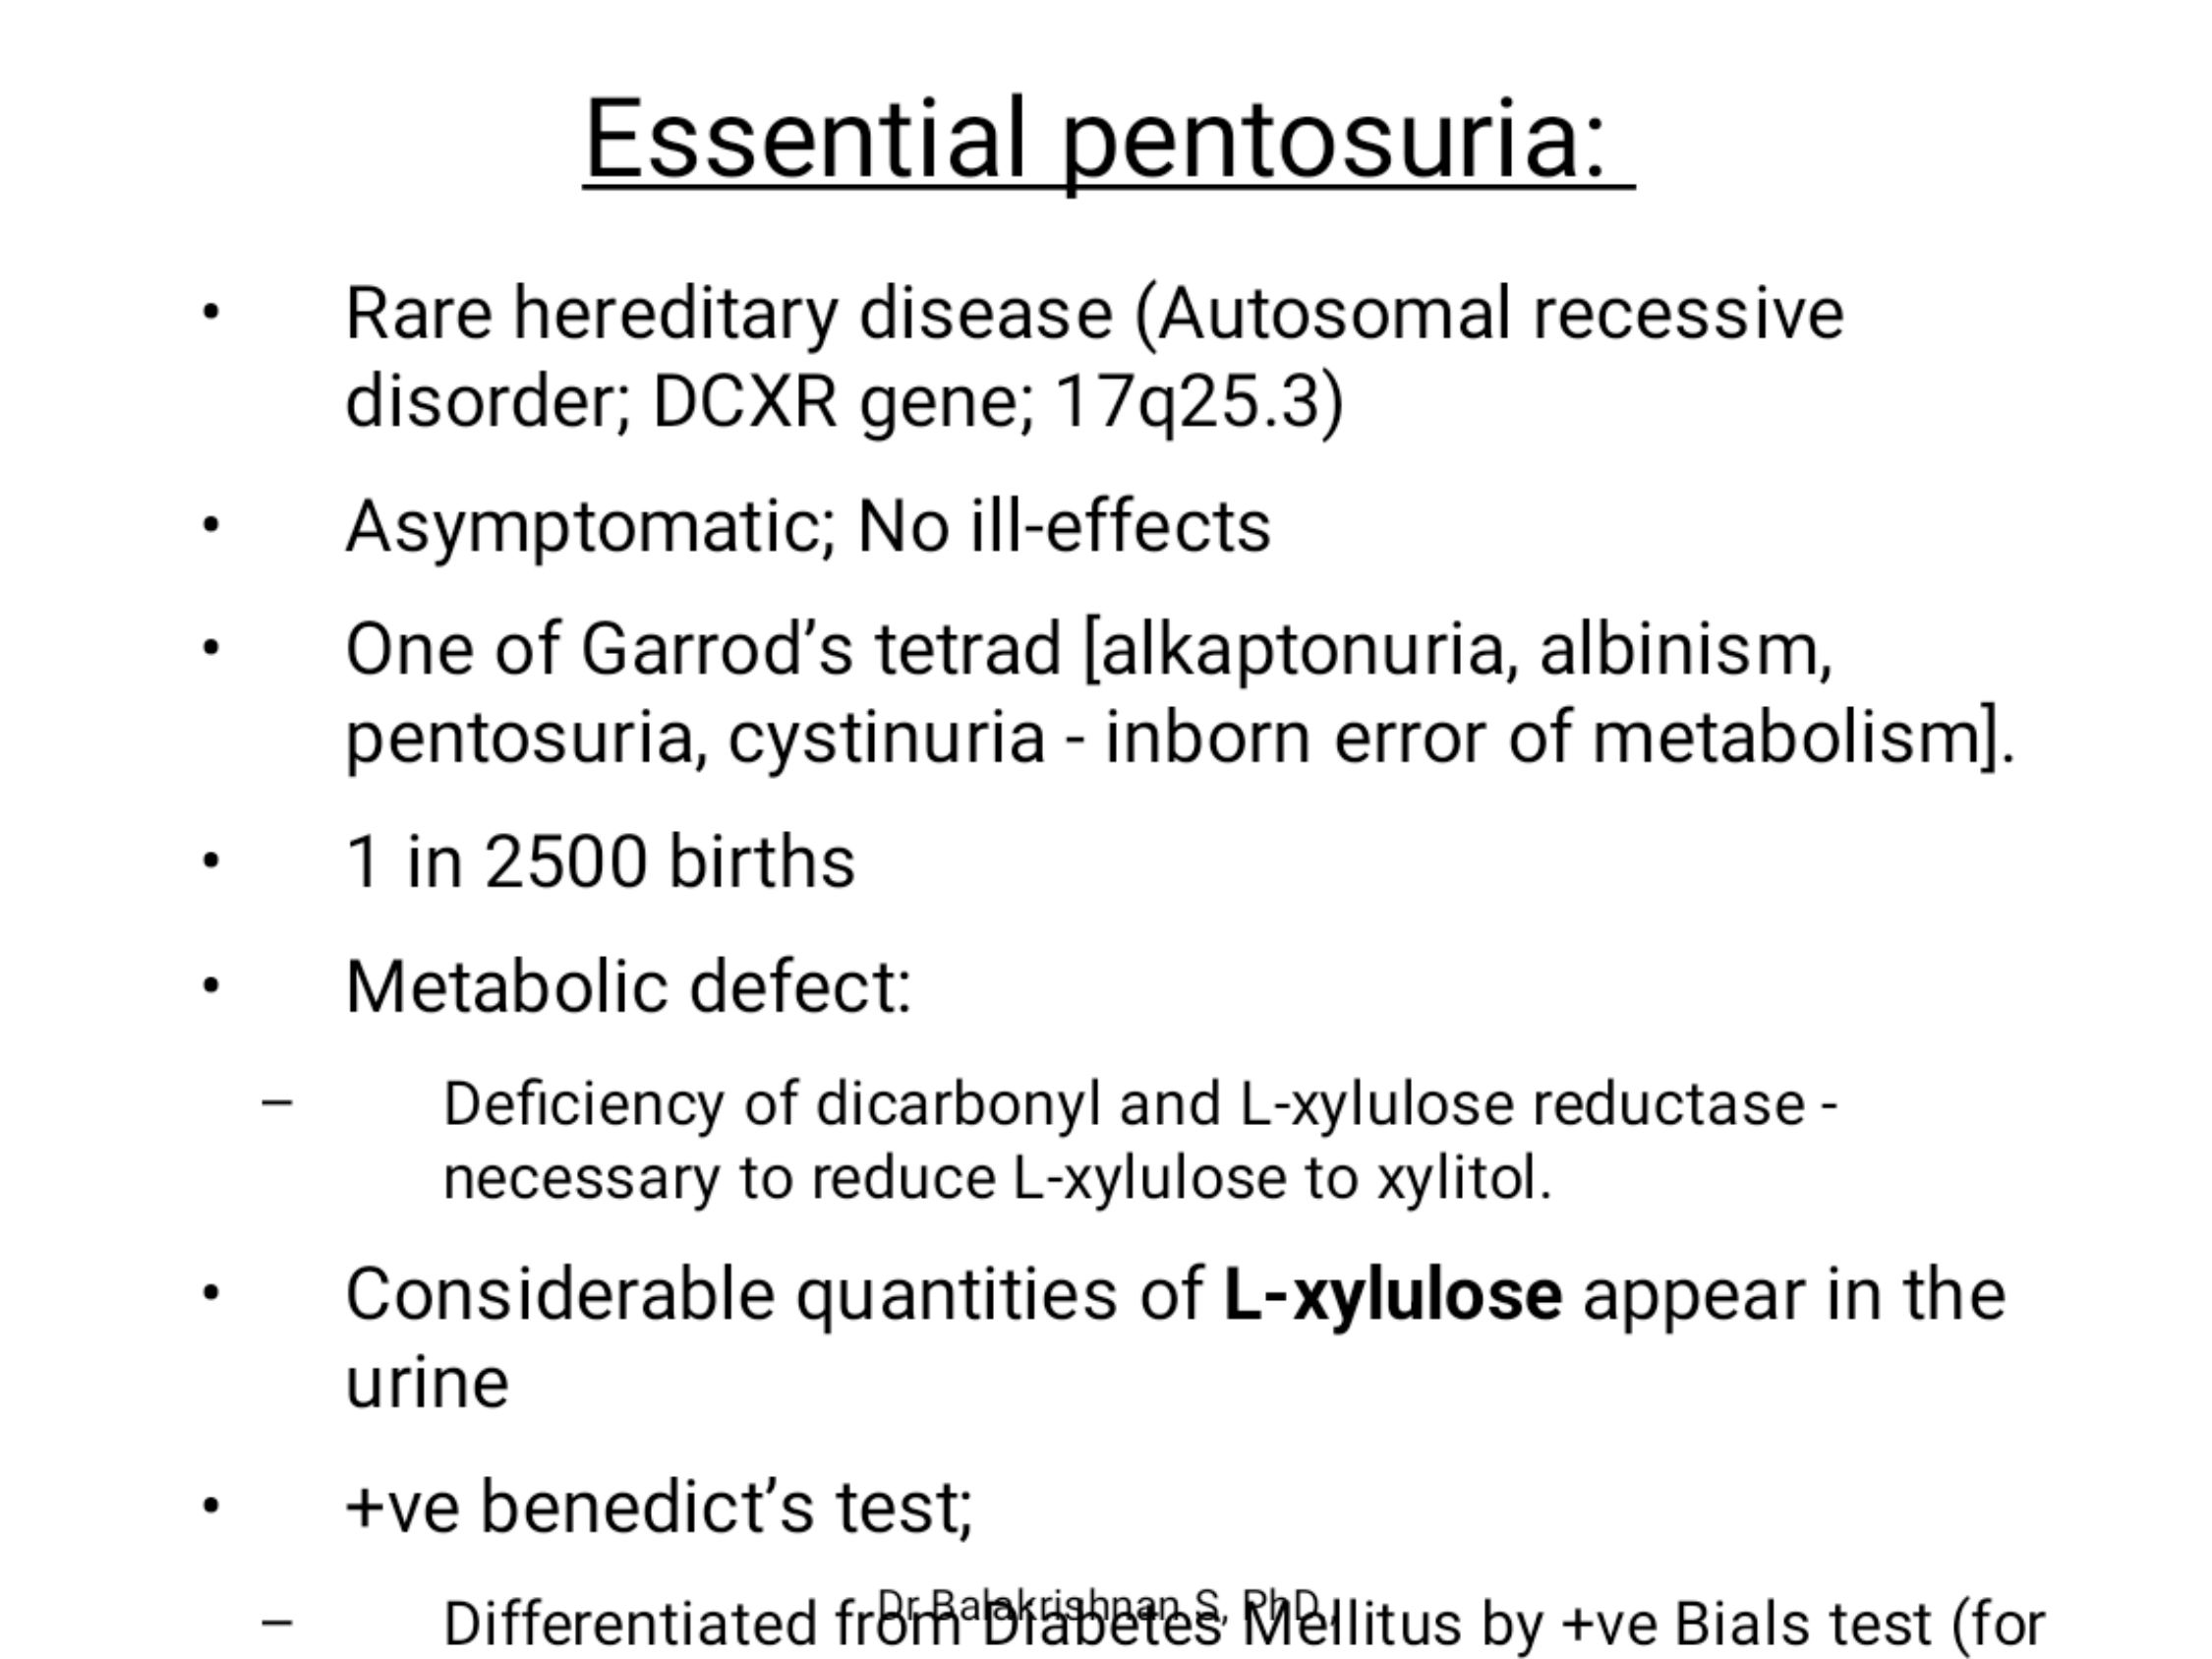 Essential pentosuria:
• Rare hereditary disease (Autosomal recessive
disorder; DCXR gene; 17q25.3)
• Asymptomatic; No ill-effects
• One of Garrod’s tetrad [alkaptonuria, albinism,
pentosuria, cystinuria - inborn error of metabolism].
• 1 in 2500 births
• Metabolic defect:
– Deficiency of dicarbonyl and L-xylulose reductase -
necessary to reduce L-xylulose to xylitol.
• Considerable quantities of L-xylulose appear in the
urine
• +ve benedict’s test;
Dr Balakrishnan S, PhD,
– Differentiated from Diabetes Mellitus by +ve Bials test (for